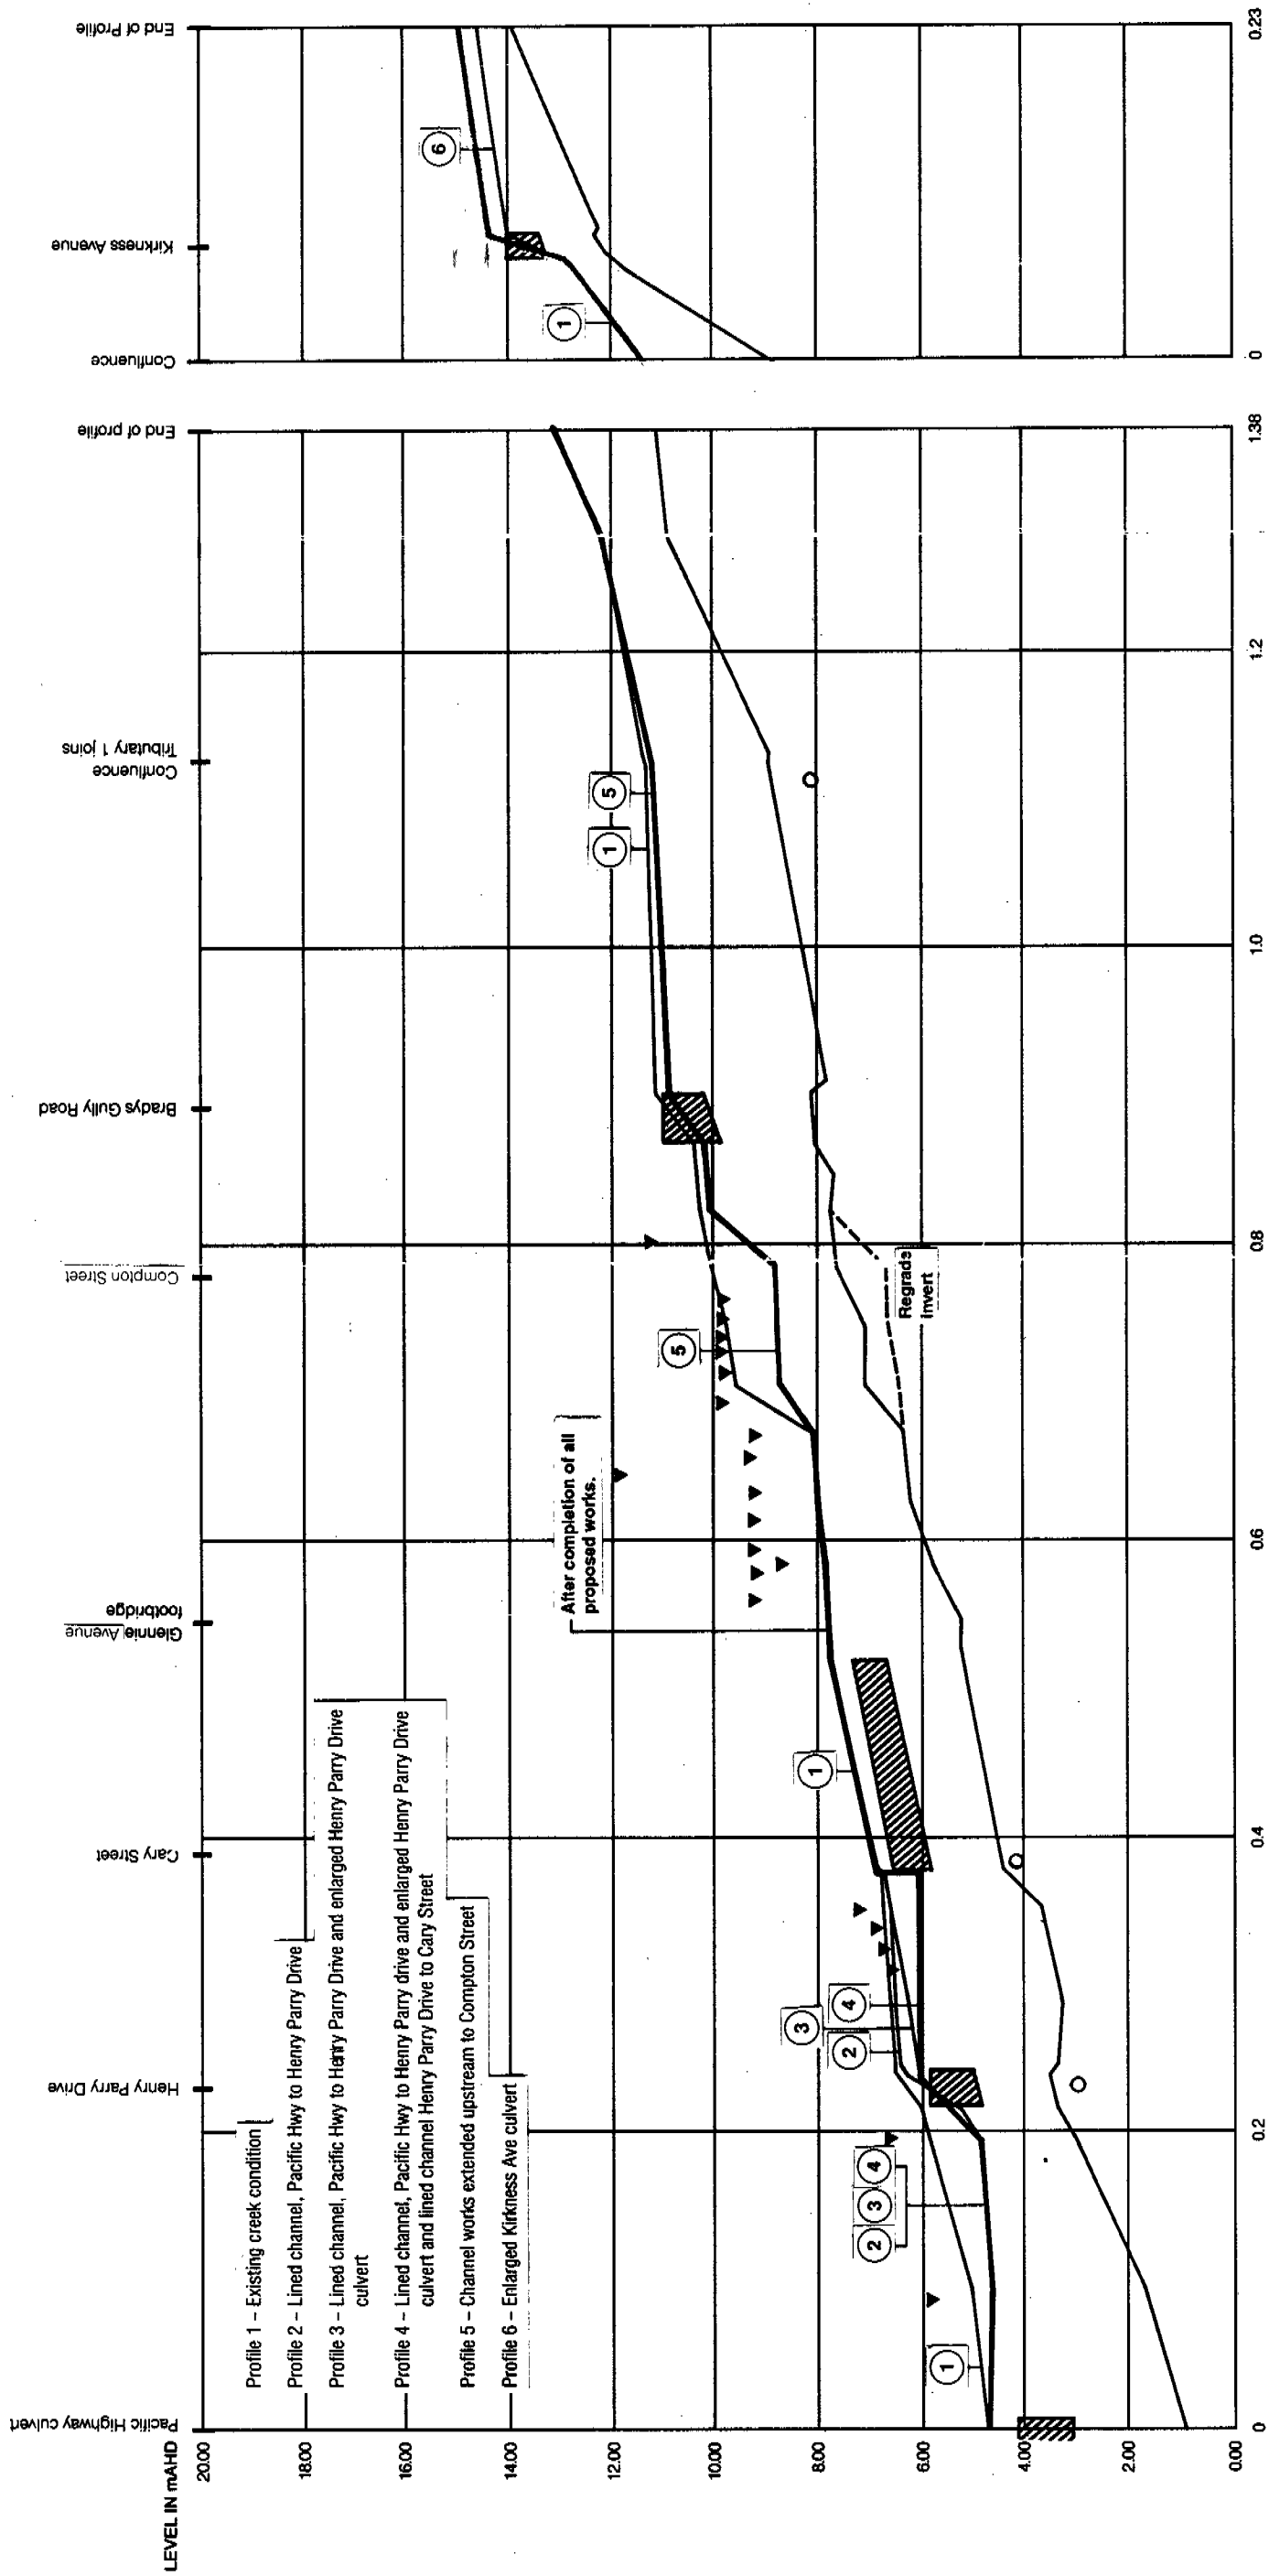 LEVEL IN mAHD
20.00
18.00
16.00
14.00
12.00
10.00
8.00
6.00
4.00
2.00
0.00
Pacific Highway culvert
Henry Parry Drive
Cary Street
Glennie Avenue
footbridge
Compton Street
Bradys Gully Road
Confluence
Tributary 1 joins
End of profile
Confluence
Kirkness Avenue
End of Profile
Profile 1 – Existing creek condition
Profile 2 – Lined channel, Pacific Hwy to Henry Parry Drive
Profile 3 – Lined channel, Pacific Hwy to Henry Parry Drive and enlarged Henry Parry Drive
culvert
Profile 4 – Lined channel, Pacific Hwy to Henry Parry drive and enlarged Henry Parry Drive
culvert and lined channel Henry Parry Drive to Cary Street
Profile 5 – Channel works extended upstream to Compton Street
Profile 6 – Enlarged Kirkness Ave culvert
1
2 3 4
2
3
4
1
After completion of all
proposed works.
5
Regrade
invert
1
5
1
6
0
0.2
0.4
0.6
0.8
1.0
1.2
1.38
0
0.23